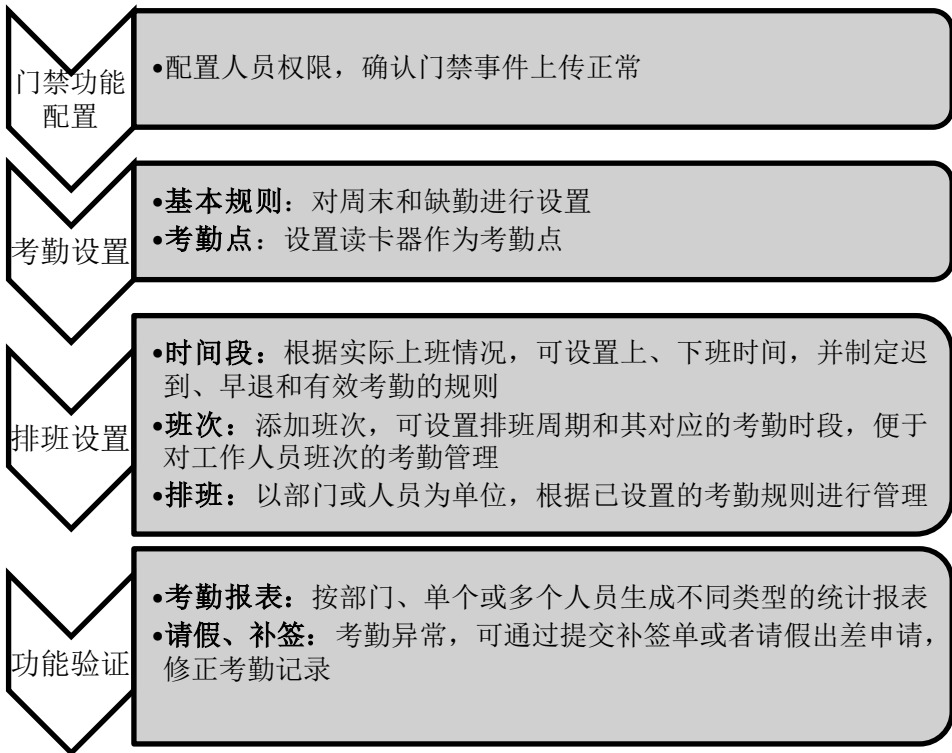 门禁功能
配置
•配置人员权限，确认门禁事件上传正常
考勤设置
•基本规则：对周末和缺勤进行设置
•考勤点：设置读卡器作为考勤点
排班设置
•时间段：根据实际上班情况，可设置上、下班时间，并制定迟
到、早退和有效考勤的规则
•班次：添加班次，可设置排班周期和其对应的考勤时段，便于
对工作人员班次的考勤管理
•排班：以部门或人员为单位，根据已设置的考勤规则进行管理
功能验证
•考勤报表：按部门、单个或多个人员生成不同类型的统计报表
•请假、补签：考勤异常，可通过提交补签单或者请假出差申请，
修正考勤记录